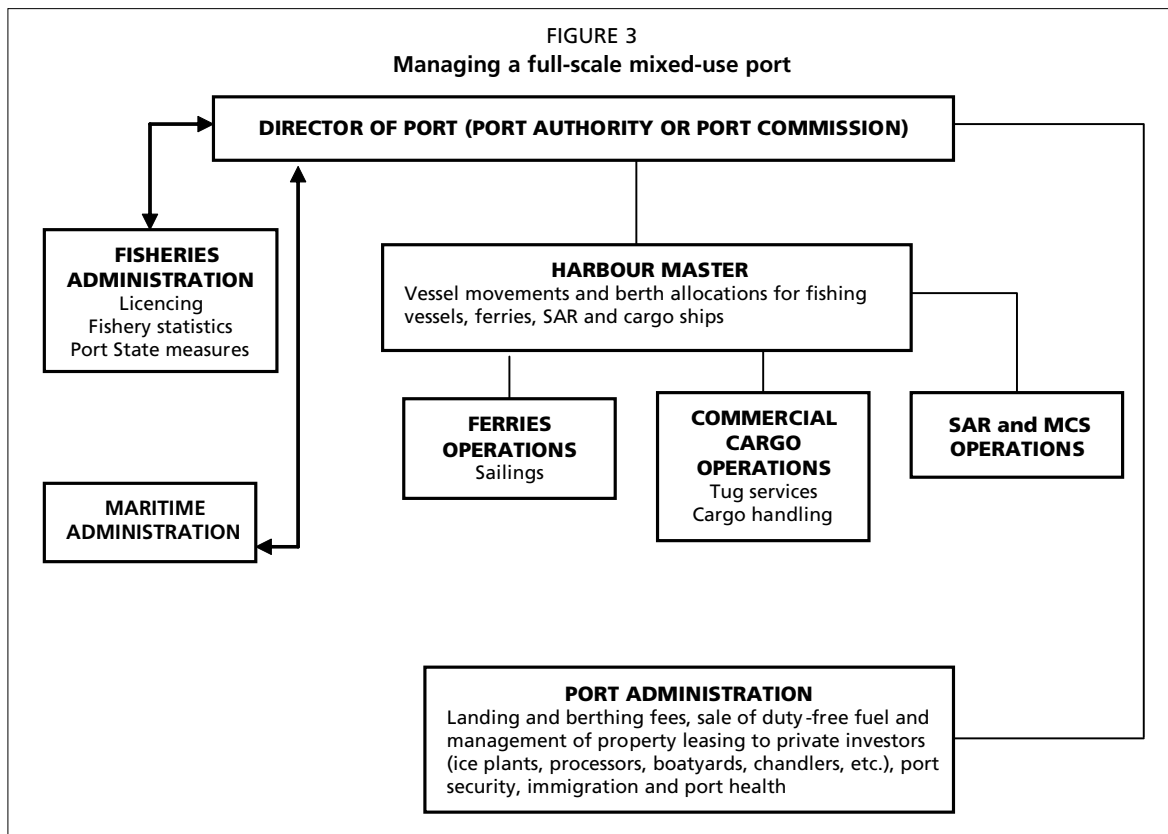 FIGURE 3
Managing a full-scale mixed-use port
DIRECTOR OF PORT (PORT AUTHORITY OR PORT COMMISSION)
FISHERIES
ADMINISTRATION
Licencing
Fishery statistics
Port State measures
HARBOUR MASTER
Vessel movements and berth allocations for fishing
vessels, ferries, SAR and cargo ships
FERRIES
OPERATIONS
Sailings
COMMERCIAL
CARGO
OPERATIONS
Tug services
Cargo handling
SAR and MCS
OPERATIONS
MARITIME
ADMINISTRATION
PORT ADMINISTRATION
Landing and berthing fees, sale of duty-free fuel and
management of property leasing to private investors
(ice plants, processors, boatyards, chandlers, etc.), port
security, immigration and port health